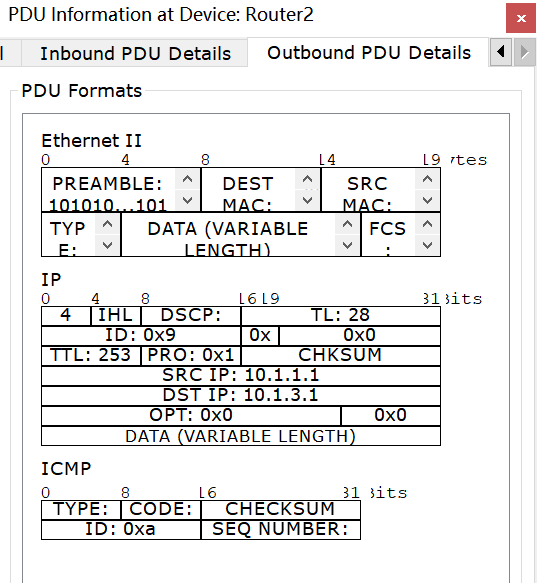 PDU Information at Device: Router2
Inbound PDU Details Outbound PDU Details
PDU Formats
Ethernet II
0 4 8 14 19
PREAMBLE: 101010...101 DEST MAC: SRC MAC:
TYPE: DATA (VARIABLE LENGTH) FCS:
IP
0 4 8 16 19 31 Bits
4 IHL DSCP: TL: 28
ID: 0x9 0x 0x0
TTL: 253 PRO: 0x1 CHKSUM
SRC IP: 10.1.1.1
DST IP: 10.1.3.1
OPT: 0x0 0x0
DATA (VARIABLE LENGTH)
ICMP
0 8 16 31 Bits
TYPE: CODE: CHECKSUM
ID: 0xa SEQ NUMBER: